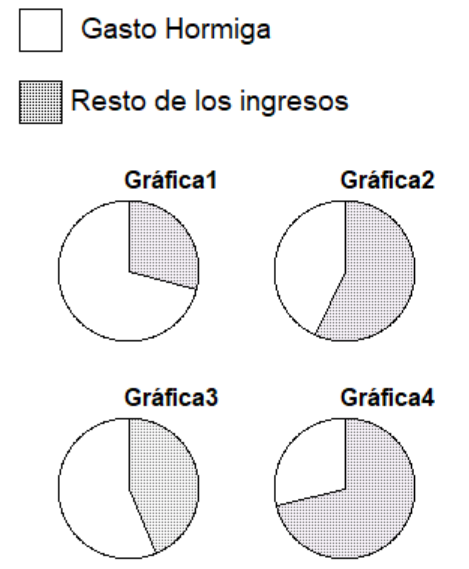 Gasto Hormiga
Resto de los ingresos
Gráfica1
Gráfica2
Gráfica3
Gráfica4